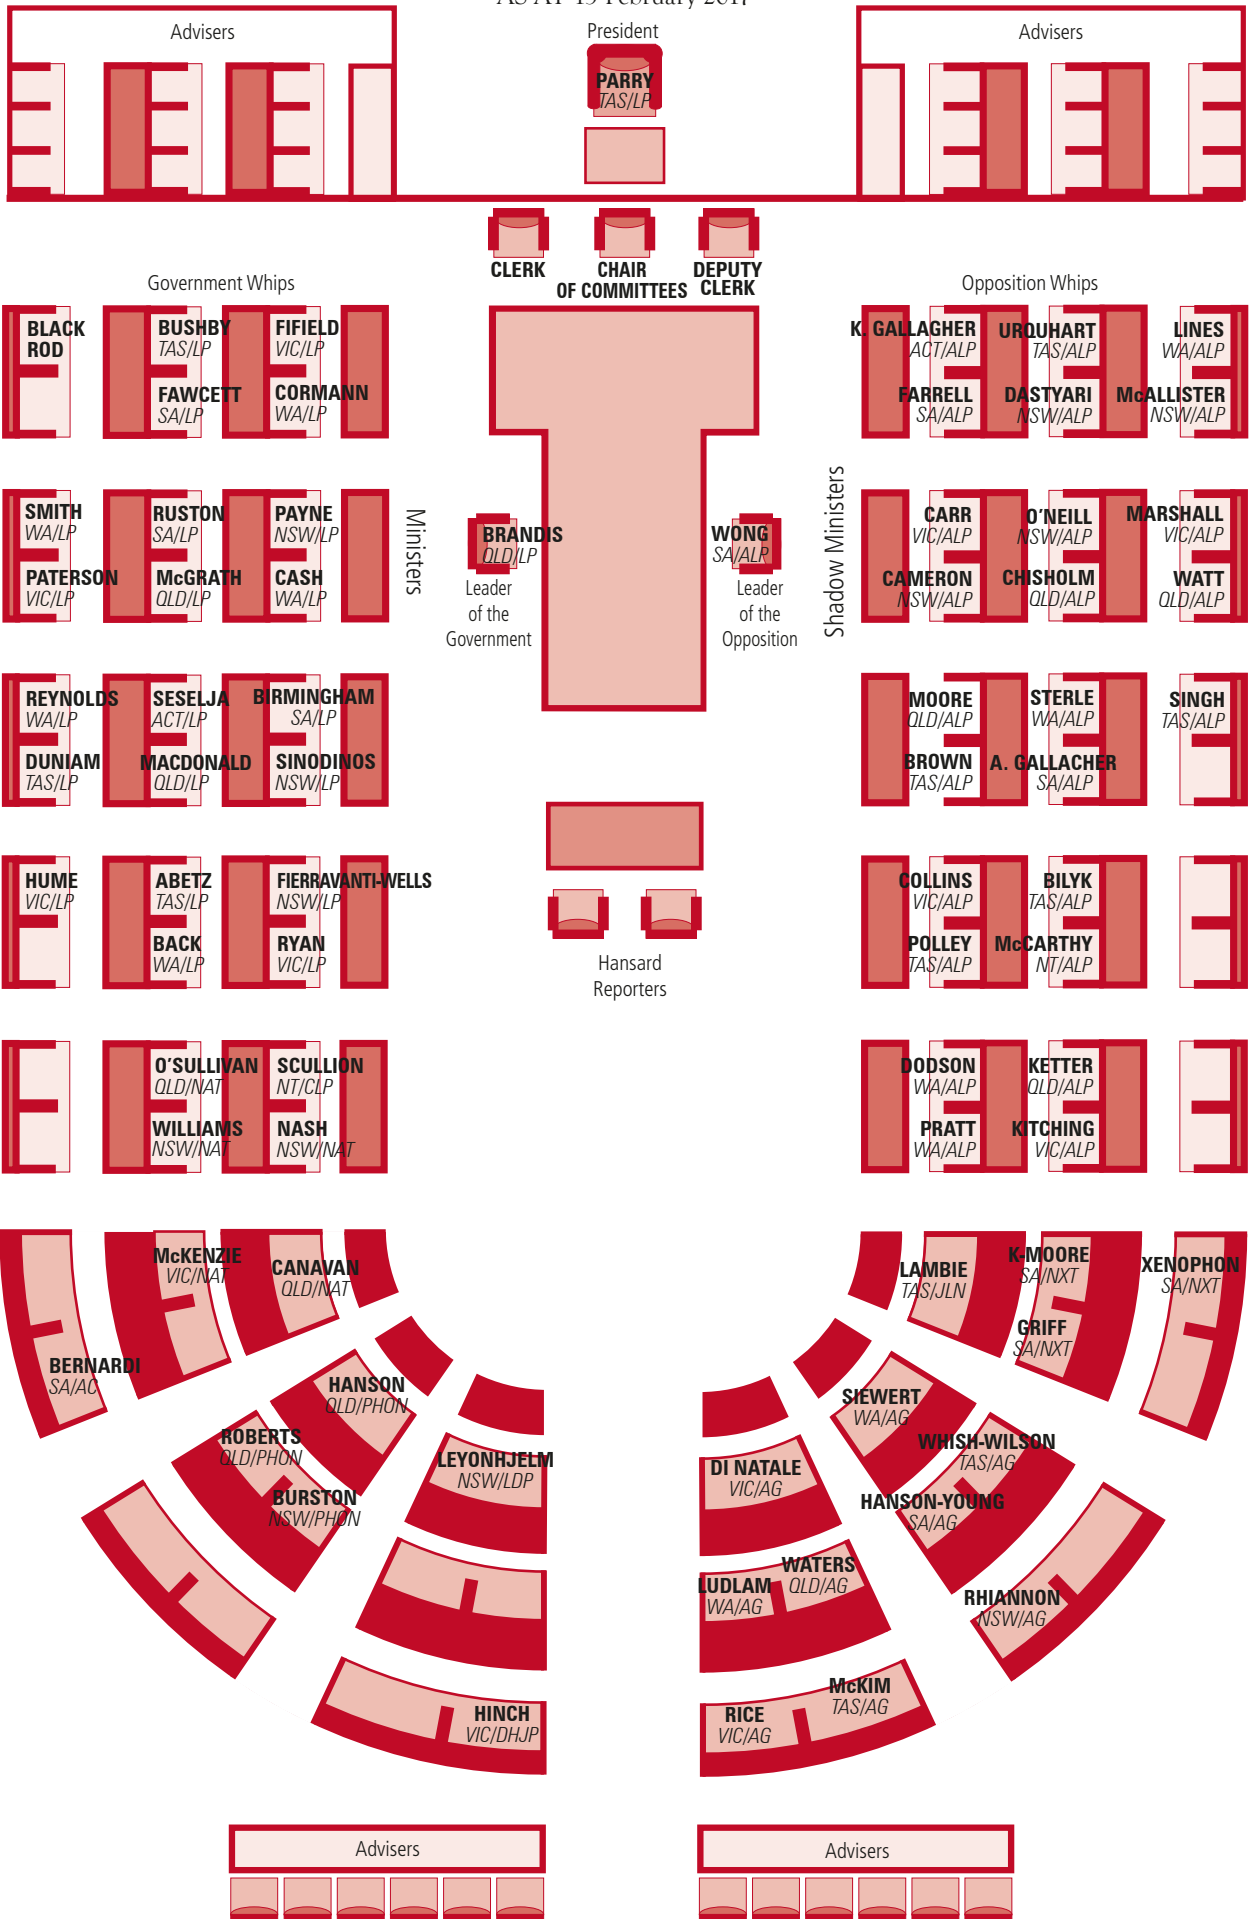 AS AT 13 February 2017
Advisers
President
Advisers
PARRY
TAS/LP
CLERK
CHAIR
OF COMMITTEES
DEPUTY
CLERK
Government Whips
Opposition Whips
BLACK
ROD
BUSHBY
TAS/LP
FIFIELD
VIC/LP
FAWCETT
SA/LP
CORMANN
WA/LP
K. GALLAGHER
ACT/ALP
URQUHART
TAS/ALP
LINES
WA/ALP
FARRELL
SA/ALP
DASTYARI
NSW/ALP
McALLISTER
NSW/ALP
SMITH
WA/LP
RUSTON
SA/LP
PAYNE
NSW/LP
PATERSON
VIC/LP
McGRATH
QLD/LP
CASH
WA/LP
Ministers
BRANDIS
QLD/LP
Leader
of the
Government
WONG
SA/ALP
Leader
of the
Opposition
Shadow Ministers
CARR
VIC/ALP
O'NEILL
NSW/ALP
MARSHALL
VIC/ALP
CAMERON
NSW/ALP
CHISHOLM
QLD/ALP
WATT
QLD/ALP
REYNOLDS
WA/LP
SESELJA
ACT/LP
BIRMINGHAM
SA/LP
DUNIAM
TAS/LP
MACDONALD
QLD/LP
SINODINOS
NSW/LP
MOORE
QLD/ALP
STERLE
WA/ALP
SINGH
TAS/ALP
BROWN
TAS/ALP
A. GALLACHER
SA/ALP
HUME
VIC/LP
ABETZ
TAS/LP
FIERRAVANTI-WELLS
NSW/LP
BACK
WA/LP
RYAN
VIC/LP
Hansard
Reporters
COLLINS
VIC/ALP
BILYK
TAS/ALP
POLLEY
TAS/ALP
McCARTHY
NT/ALP
O'SULLIVAN
QLD/NAT
SCULLION
NT/CLP
WILLIAMS
NSW/NAT
NASH
NSW/NAT
DODSON
WA/ALP
KETTER
QLD/ALP
PRATT
WA/ALP
KITCHING
VIC/ALP
McKENZIE
VIC/NAT
CANAVAN
QLD/NAT
BERNARDI
SA/AC
LAMBIE
TAS/JLN
K-MOORE
SA/NXT
XENOPHON
SA/NXT
GRIFF
SA/NXT
HANSON
QLD/PHON
ROBERTS
QLD/PHON
BURSTON
NSW/PHON
LEYONHJELM
NSW/LDP
SIEWERT
WA/AG
WHISH-WILSON
TAS/AG
DI NATALE
VIC/AG
HANSON-YOUNG
SA/AG
WATERS
QLD/AG
LUDLAM
WA/AG
RHIANNON
NSW/AG
HINCH
VIC/DHJP
McKIM
TAS/AG
RICE
VIC/AG
Advisers
Advisers